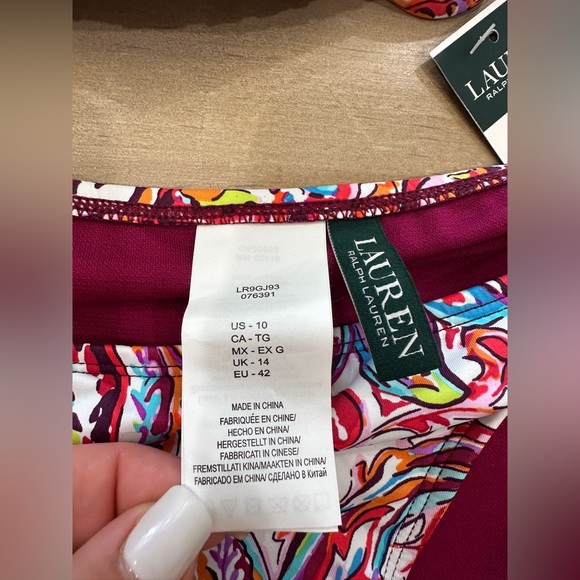 LAU
RALPH
LR9GJ93
076391
US - 10
CA - TG
MX - EX G
UK - 14
EU - 42
MADE IN CHINA
FABRIQUÉE EN CHINE/
HECHO EN CHINA/
HERGESTELLT IN CHINA/
FABBRICATI IN CINESE/
FREMSTILLATI KINA/MAAKTEN IN CHINA/
FABRICADO EM CHINA/ СДЕЛАНО В Китай
LAUREN
RALPH LAUREN